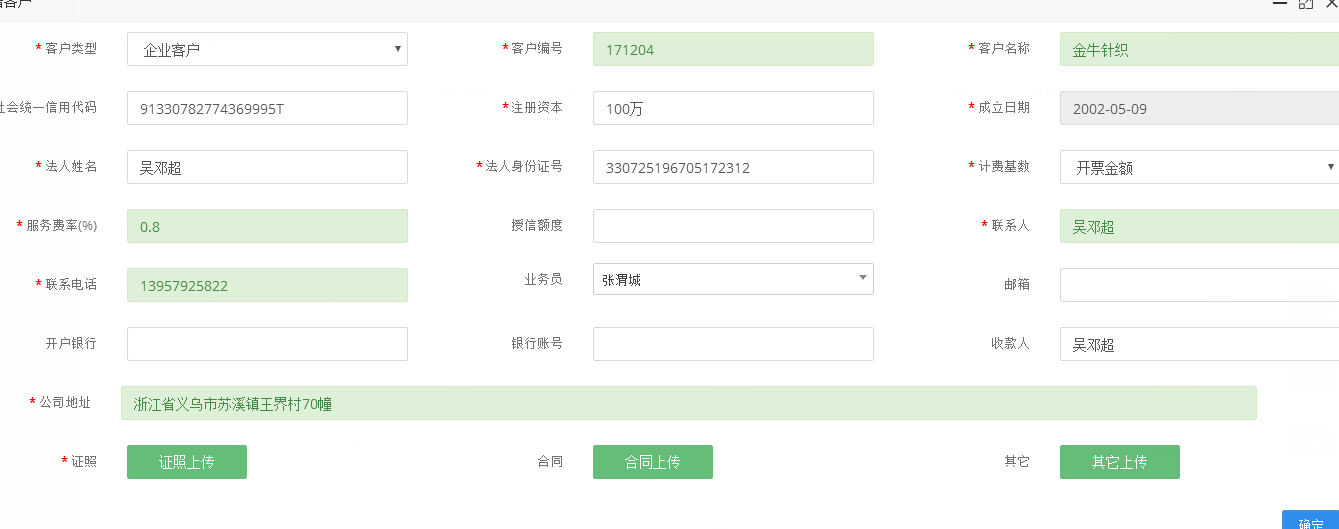 客户
* 客户类型 企业客户 * 客户编号 171204 * 客户名称 金牛针织
社会统一信用代码 91330782774369995T * 注册资本 100万 * 成立日期 2002-05-09
* 法人姓名 吴邓超 * 法人身份证号 330725196705172312 * 计费基数 开票金额
* 服务费率(%) 0.8 授信额度 * 联系人 吴邓超
* 联系电话 13957925822 业务员 张渭城 邮箱
开户银行 银行账号 收款人 吴邓超
* 公司地址 浙江省义乌市苏溪镇王界村70幢
* 证照 证照上传 合同 合同上传 其它 其它上传
确定